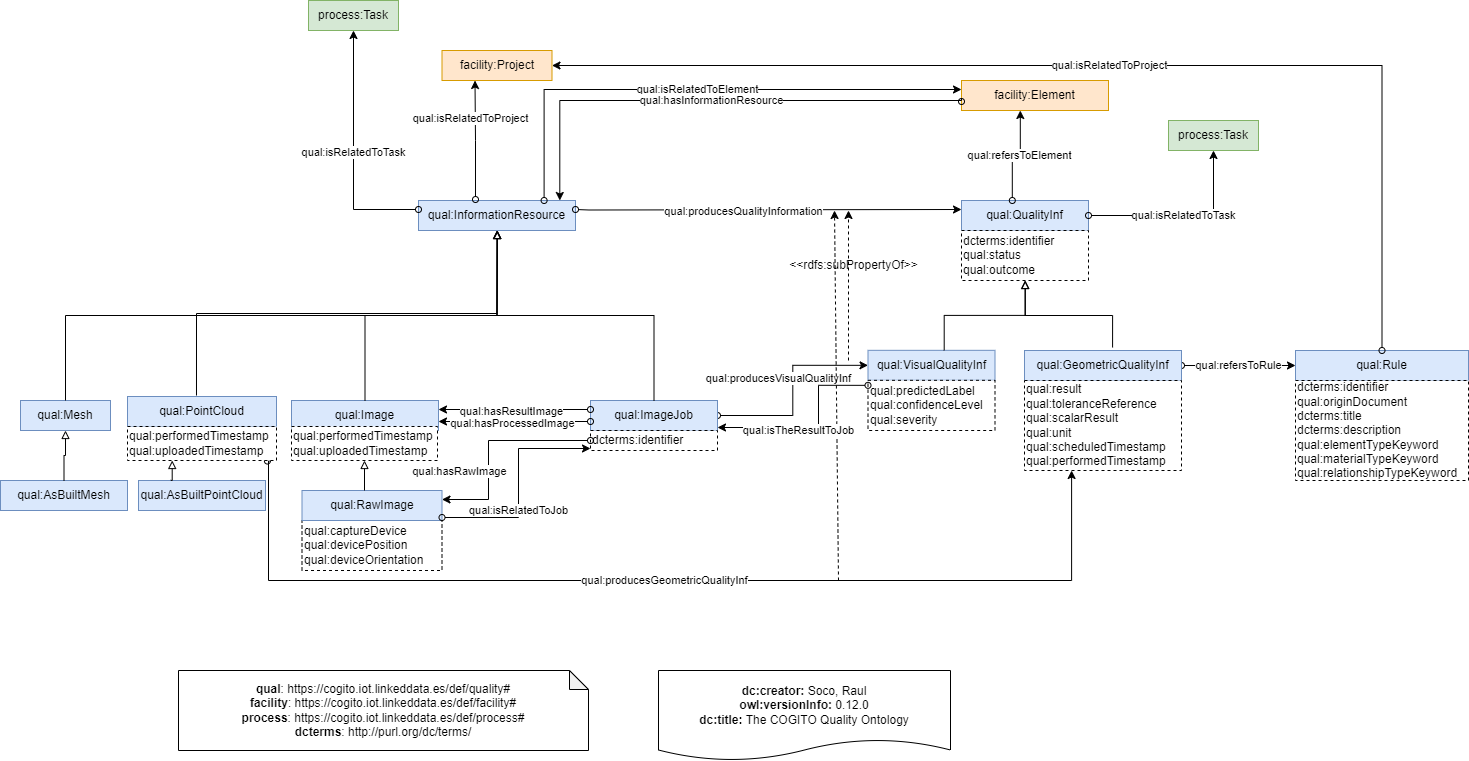 process:Task
facility:Project
qual:isRelatedToProject
qual:isRelatedToElement
qual:hasInformationResource
facility:Element
qual:isRelatedToProject
process:Task
qual:isRelatedToTask
qual:refersToElement
qual:InformationResource
qual:producesQualityInformation
qual:QualityInf
qual:isRelatedToTask
dcterms:identifier
qual:status
qual:outcome
<<rdfs:subPropertyOf>>
qual:VisualQualityInf
qual:predictedLabel
qual:confidenceLevel
qual:severity
qual:GeometricQualityInf
qual:result
qual:toleranceReference
qual:scalarResult
qual:unit
qual:scheduledTimestamp
qual:performedTimestamp
qual:refersToRule
qual:Rule
dcterms:identifier
qual:originDocument
dcterms:title
dcterms:description
qual:elementTypeKeyword
qual:materialTypeKeyword
qual:relationshipTypeKeyword
qual:producesVisualQualityInf
qual:isTheResultToJob
qual:Mesh
qual:PointCloud
qual:performedTimestamp
qual:uploadedTimestamp
qual:Image
qual:performedTimestamp
qual:uploadedTimestamp
qual:hasResultImage
qual:hasProcessedImage
qual:ImageJob
dcterms:identifier
qual:hasRawImage
qual:AsBuiltMesh
qual:AsBuiltPointCloud
qual:RawImage
qual:captureDevice
qual:devicePosition
qual:deviceOrientation
qual:isRelatedToJob
qual:producesGeometricQualityInf
qual: https://cogito.iot.linkeddata.es/def/quality#
facility: https://cogito.iot.linkeddata.es/def/facility#
process: https://cogito.iot.linkeddata.es/def/process#
dcterms: http://purl.org/dc/terms/
dc:creator: Soco, Raul
owl:versionInfo: 0.12.0
dc:title: The COGITO Quality Ontology